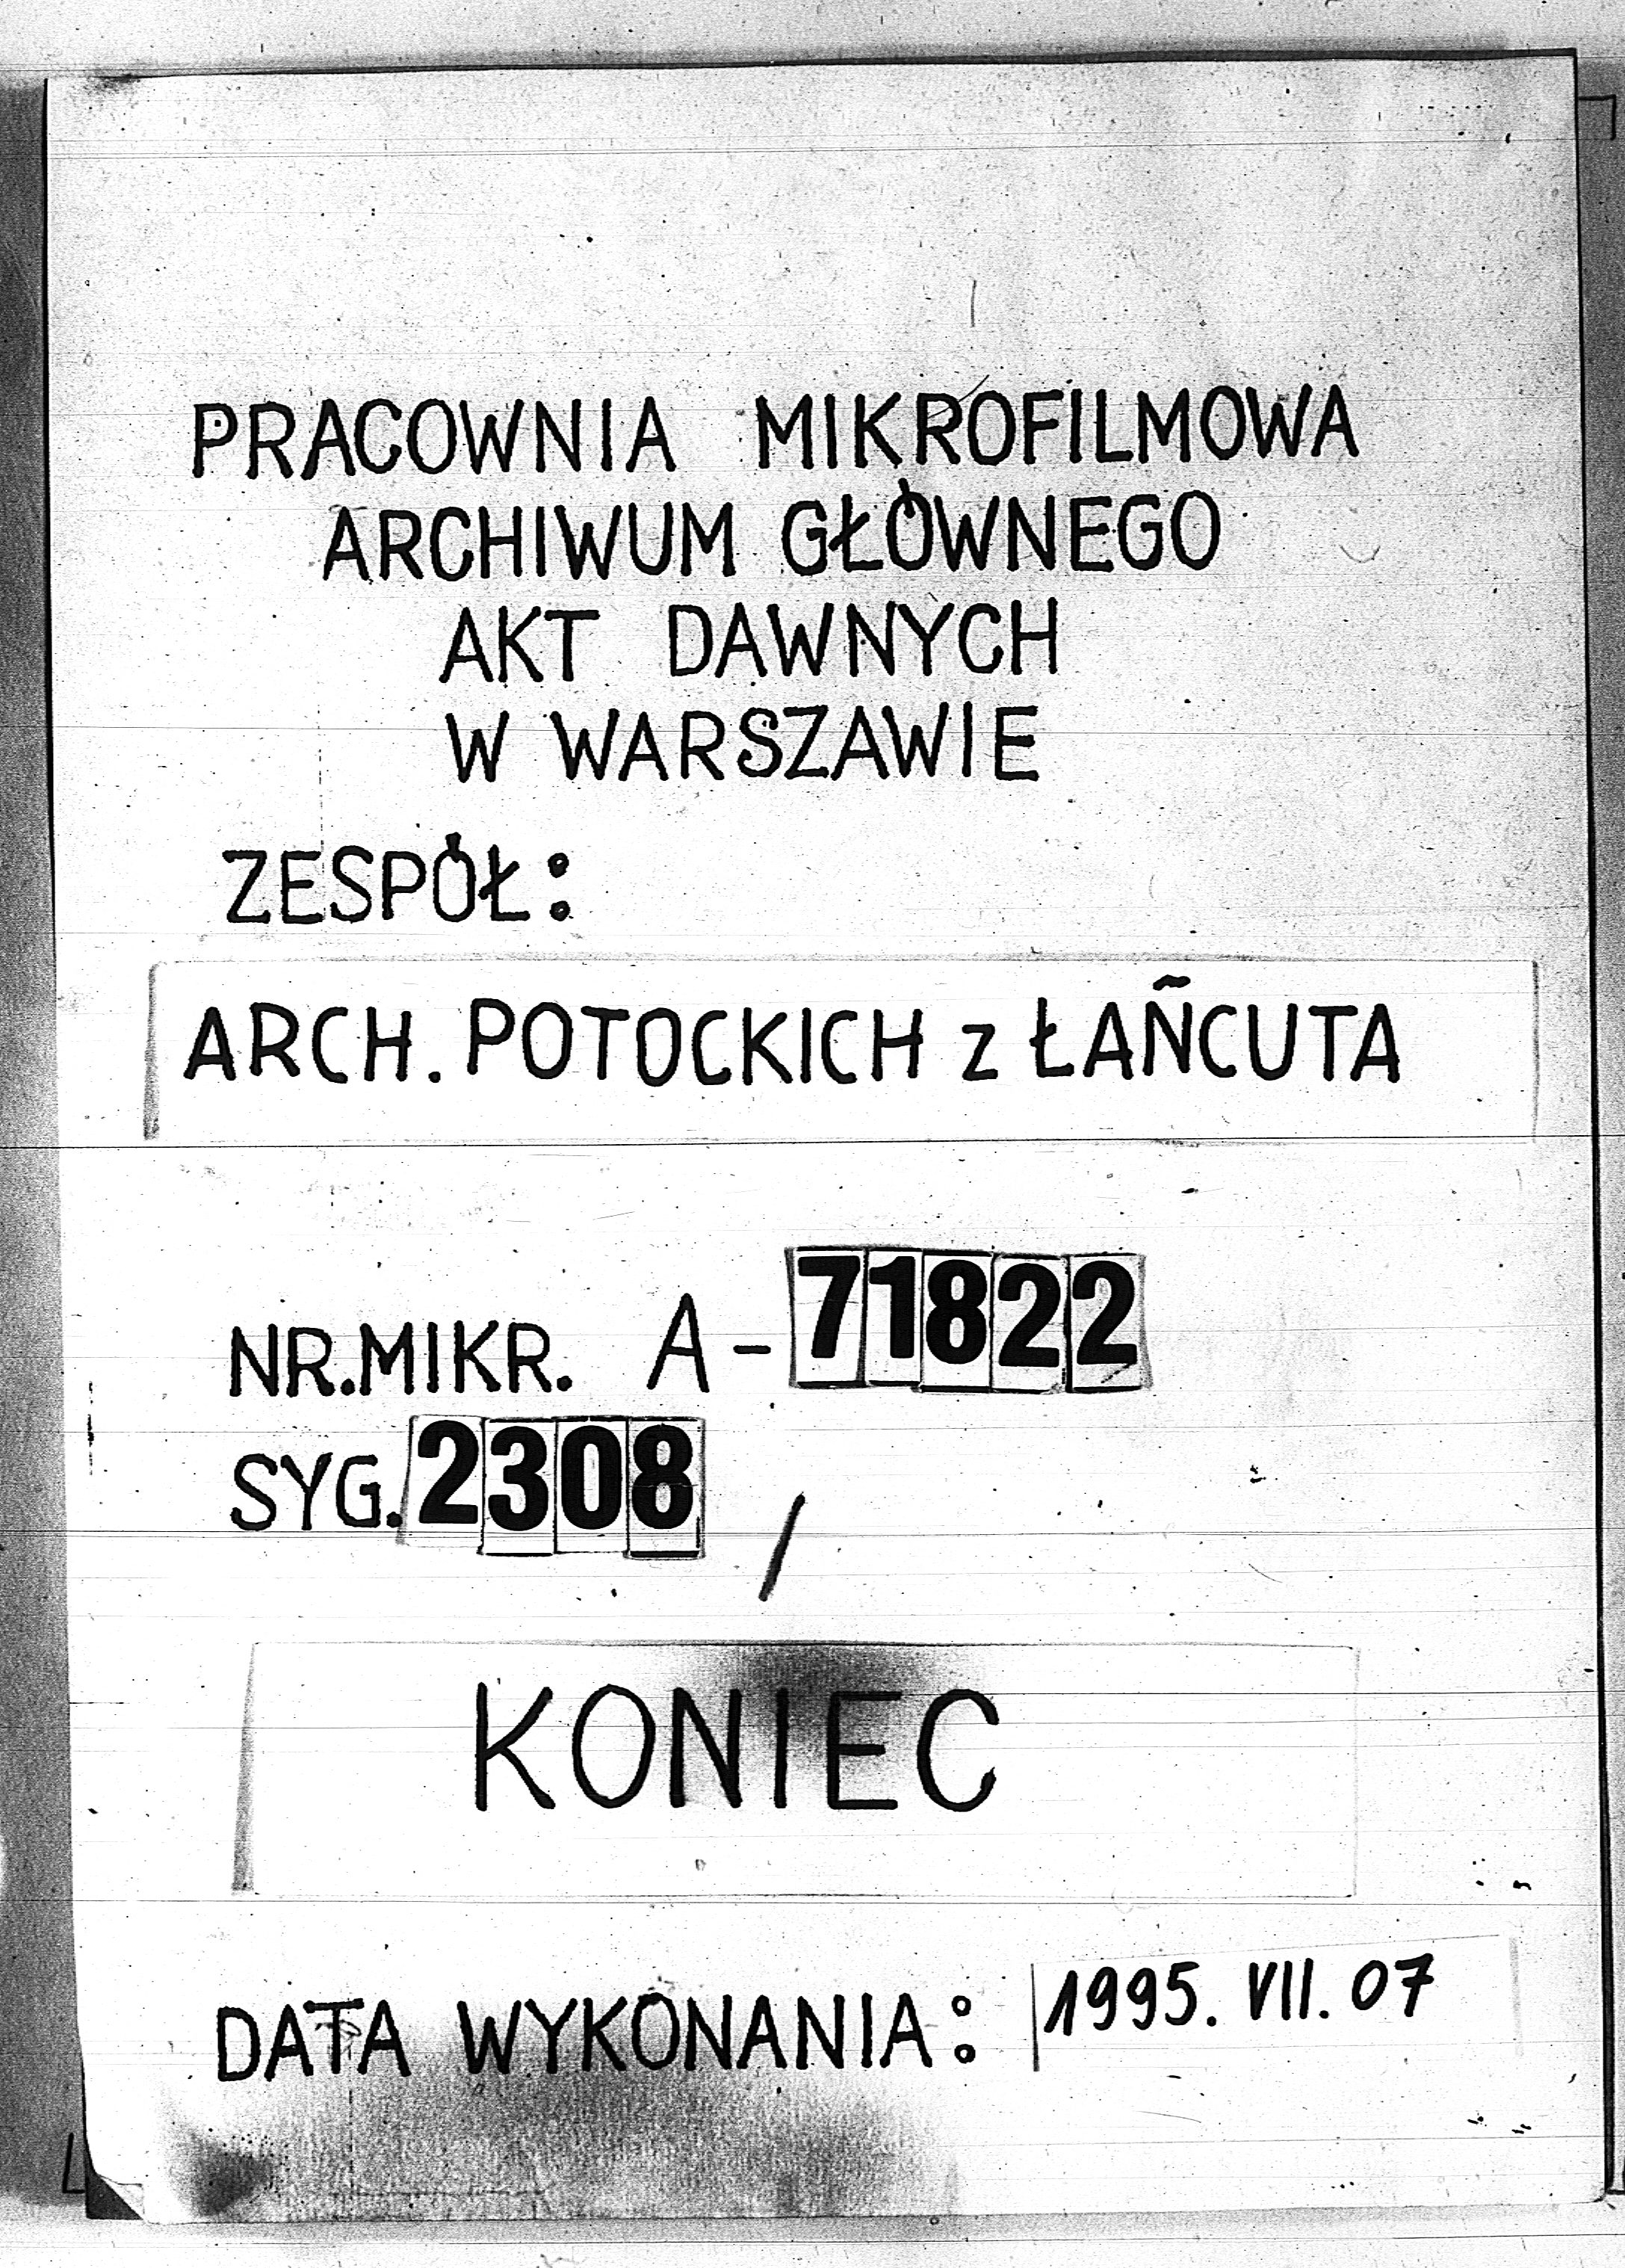 PRACOWNIA MIKROFILMOWA
ARCHIWUM GŁÓWNEGO
AKT DAWNYCH
W WARSZAWIE
ZESPÓŁ:
ARCH. POTOCKICH z ŁAŃCUTA
NR.MIKR. A-71822
SYG. 2308 /
KONIEC
DATA WYKONANIA: 1995. VII. 07